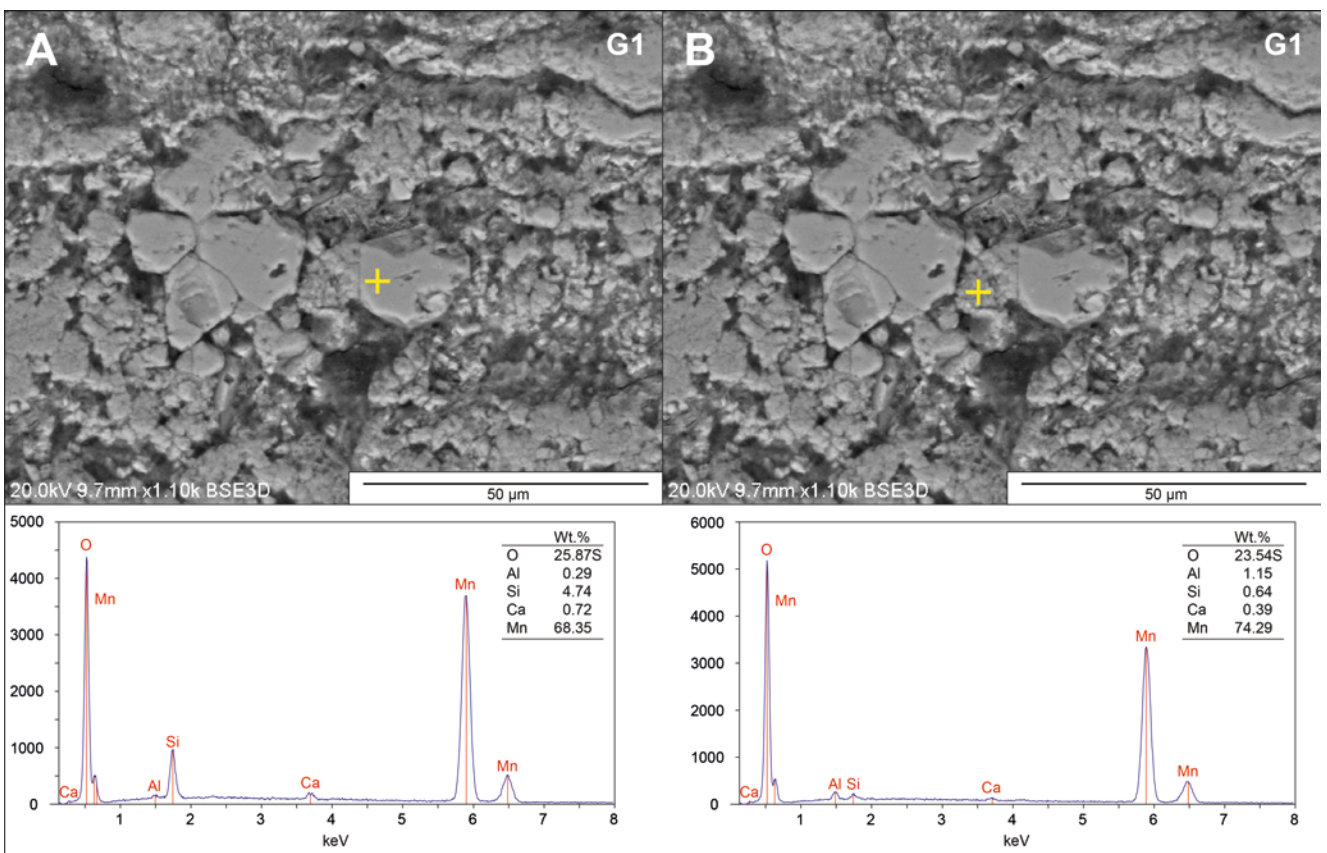 A G1
20.0kV 9.7mm x1.10k BSE3D
50 µm
B G1
20.0kV 9.7mm x1.10k BSE3D
50 µm
5000
4000
3000
2000
1000
0
O
Mn
Ca
Al
Si
Ca
Mn
Mn
Wt.%
O 25.87S
Al 0.29
Si 4.74
Ca 0.72
Mn 68.35
1 2 3 4 5 6 7 8
keV
6000
5000
4000
3000
2000
1000
0
O
Mn
Ca
Al
Si
Ca
Mn
Mn
Wt.%
O 23.54S
Al 1.15
Si 0.64
Ca 0.39
Mn 74.29
1 2 3 4 5 6 7 8
keV